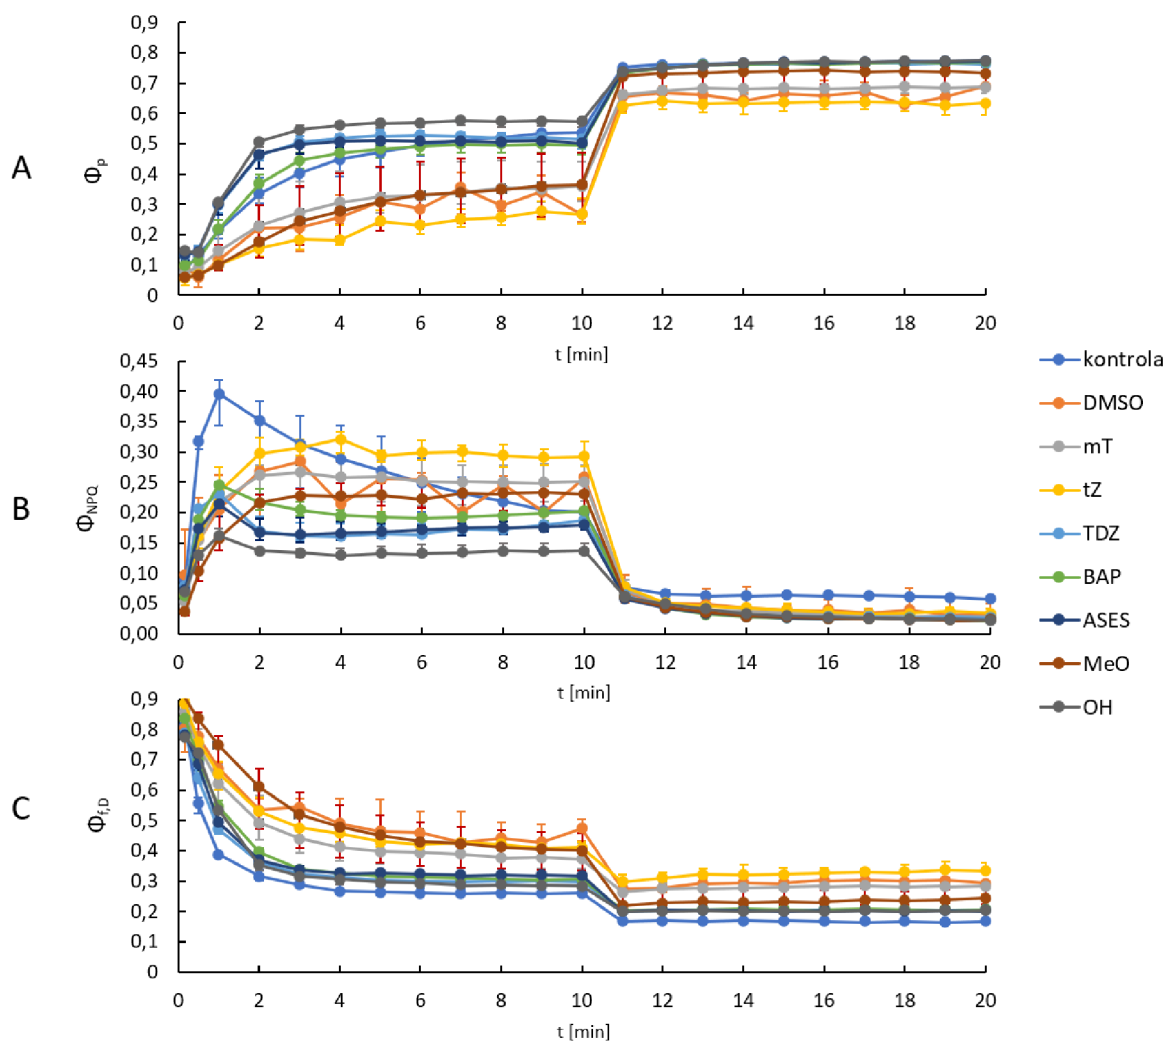 A
Φp
0,9
0,8
0,7
0,6
0,5
0,4
0,3
0,2
0,1
0
0 2 4 6 8 10 12 14 16 18 20
t [min]
B
ΦNPQ
0,45
0,40
0,35
0,30
0,25
0,20
0,15
0,10
0,05
0,00
0 2 4 6 8 10 12 14 16 18 20
t [min]
C
Φf,D
0,9
0,8
0,7
0,6
0,5
0,4
0,3
0,2
0,1
0
0 2 4 6 8 10 12 14 16 18 20
t [min]
kontrola
DMSO
mT
tZ
TDZ
BAP
ASES
MeO
OH